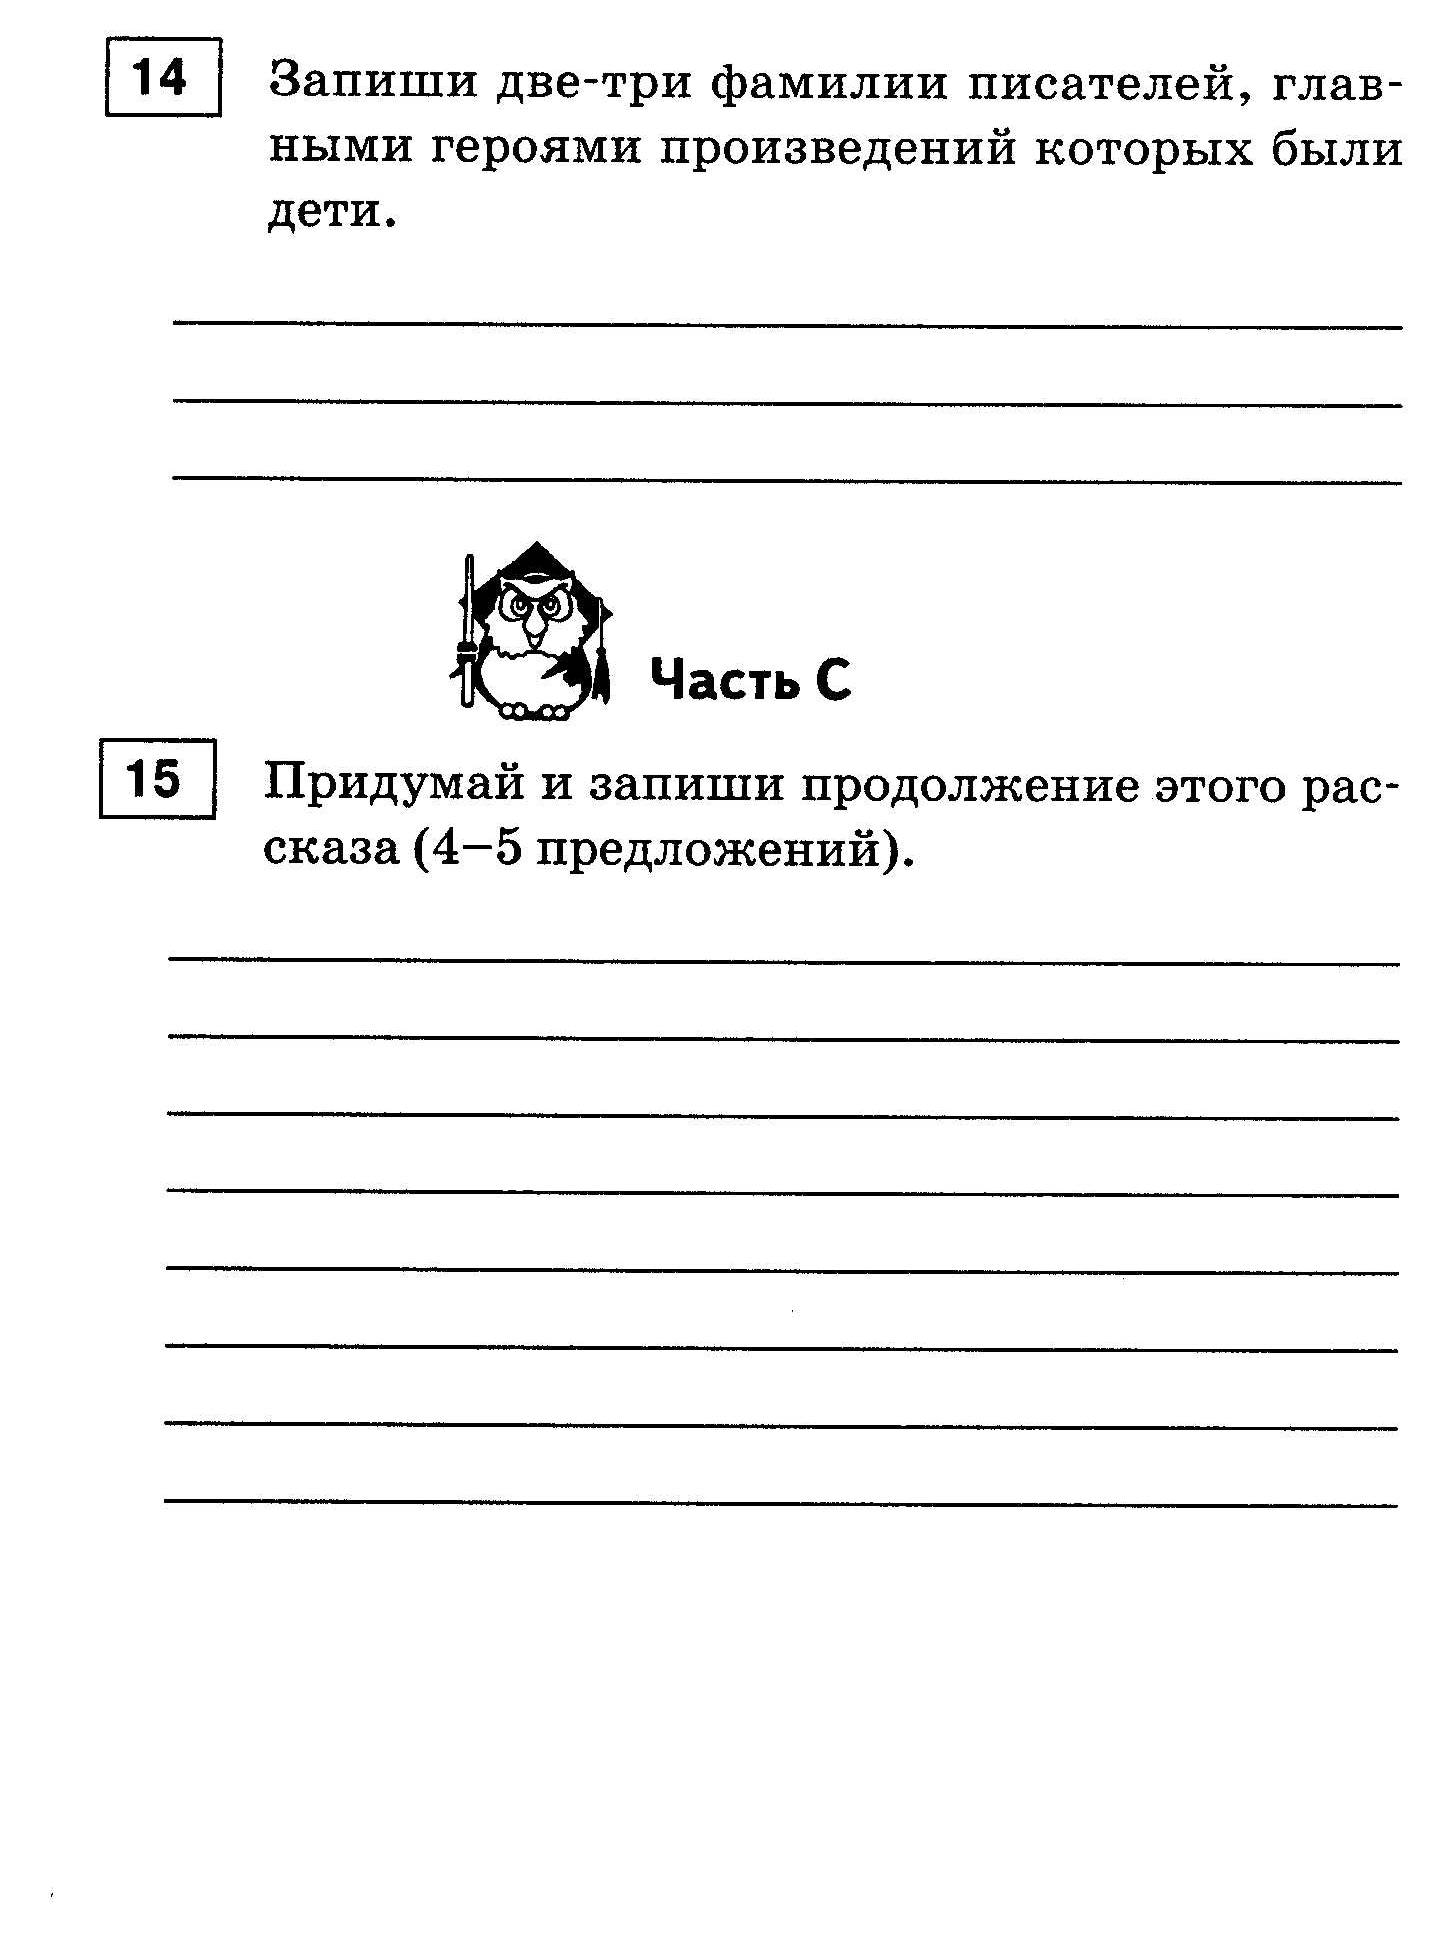 14 Запиши две-три фамилии писателей, глав-
ными героями произведений которых были
дети.
Часть С
15 Придумай и запиши продолжение этого рас-
сказа (4–5 предложений).